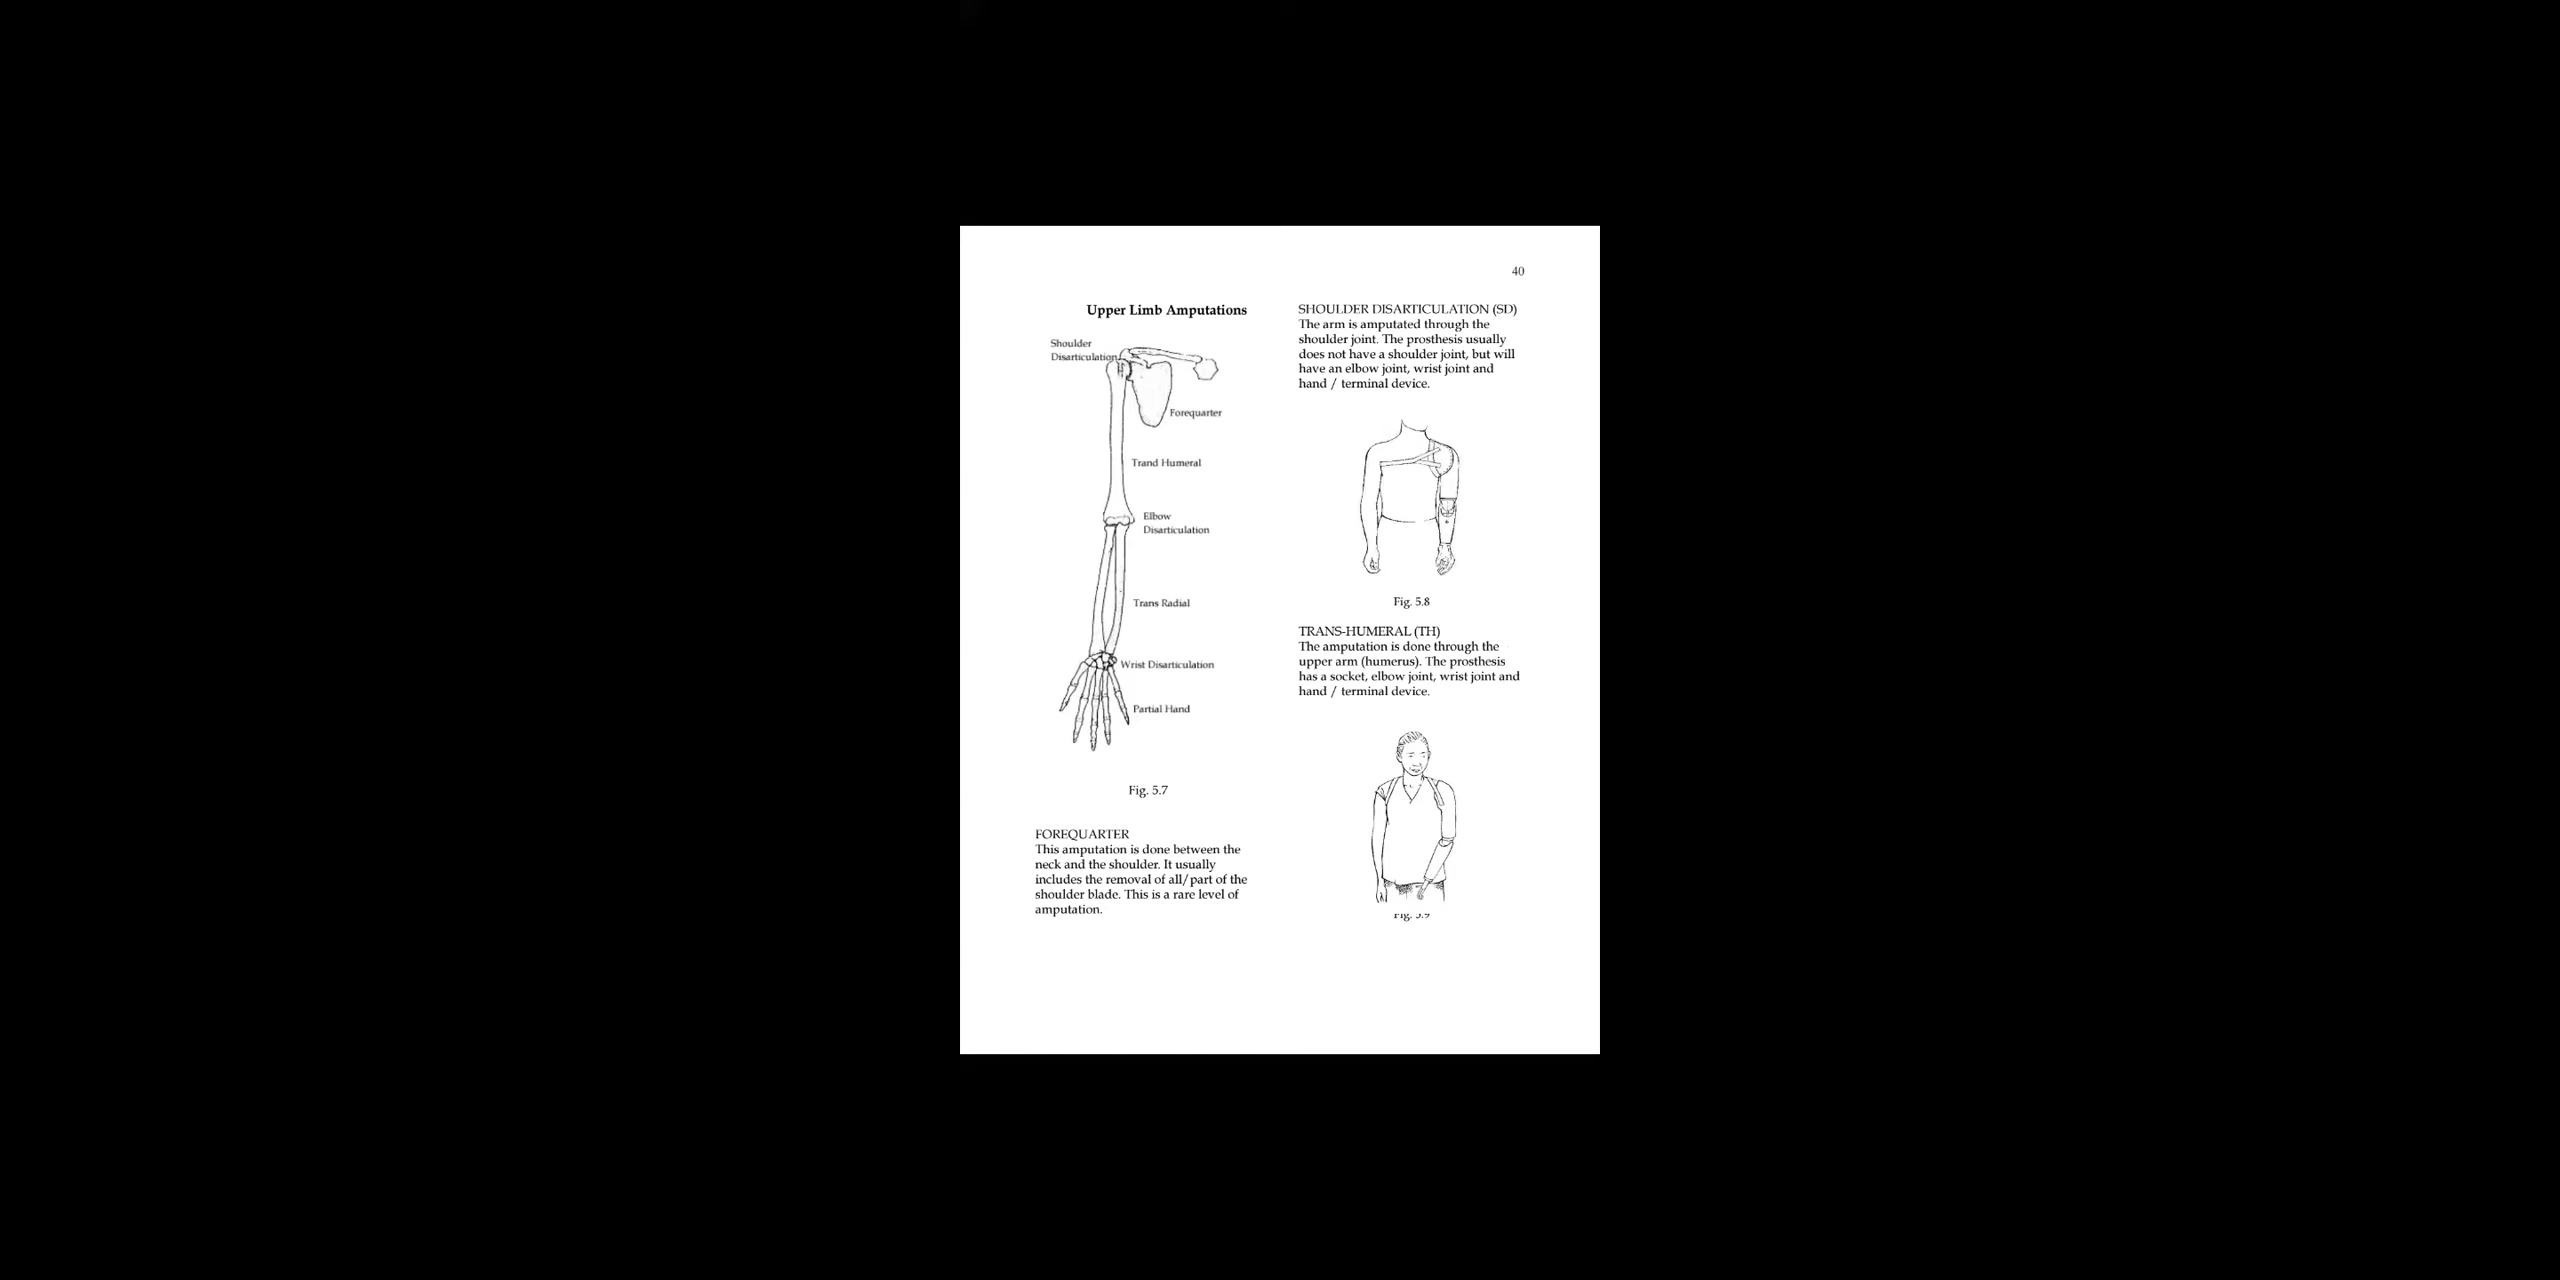 40
Upper Limb Amputations
Shoulder
Disarticulation
Forequarter
Trand Humeral
Elbow
Disarticulation
Trans Radial
Wrist Disarticulation
Partial Hand
Fig. 5.7
FOREQUARTER
This amputation is done between the
neck and the shoulder. It usually
includes the removal of all/part of the
shoulder blade. This is a rare level of
amputation.
SHOULDER DISARTICULATION (SD)
The arm is amputated through the
shoulder joint. The prosthesis usually
does not have a shoulder joint, but will
have an elbow joint, wrist joint and
hand / terminal device.
Fig. 5.8
TRANS-HUMERAL (TH)
The amputation is done through the
upper arm (humerus). The prosthesis
has a socket, elbow joint, wrist joint and
hand / terminal device.
Fig. 5.9